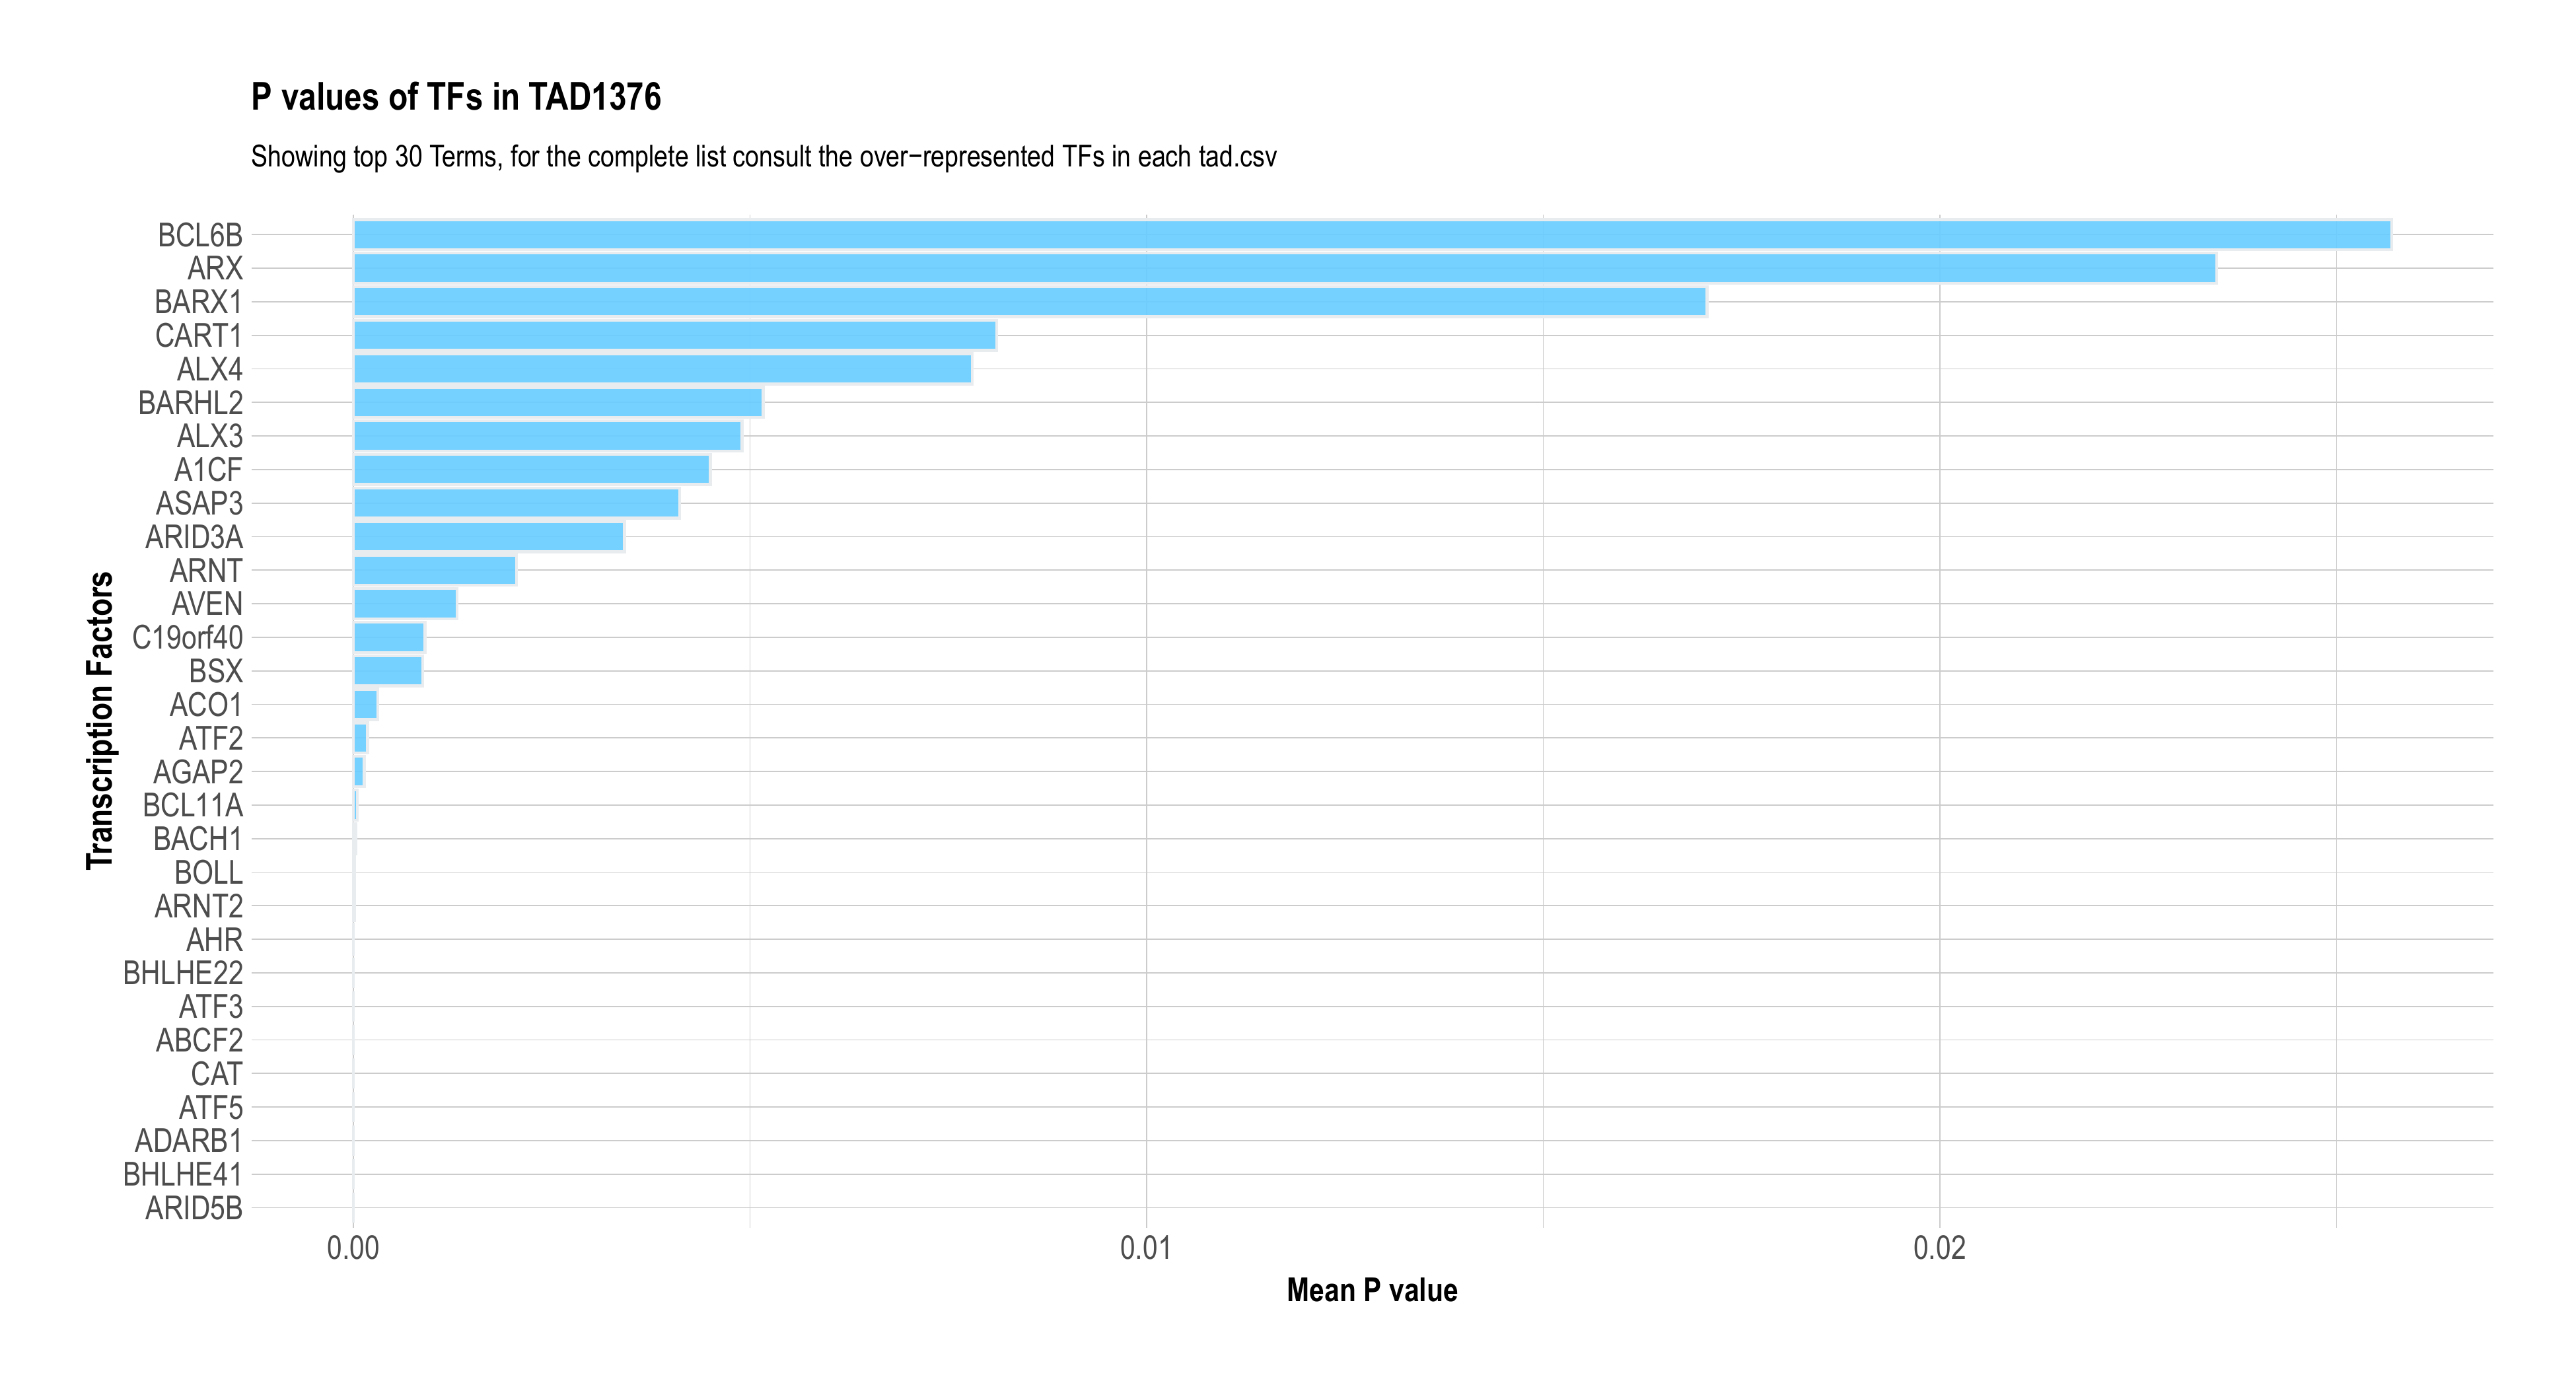 P values of TFs in TAD1376
Showing top 30 Terms, for the complete list consult the over−represented TFs in each tad.csv
Transcription Factors
BCL6B
ARX
BARX1
CART1
ALX4
BARHL2
ALX3
A1CF
ASAP3
ARID3A
ARNT
AVEN
C19orf40
BSX
ACO1
ATF2
AGAP2
BCL11A
BACH1
BOLL
ARNT2
AHR
BHLHE22
ATF3
ABCF2
CAT
ATF5
ADARB1
BHLHE41
ARID5B
0.00 0.01 0.02
Mean P value